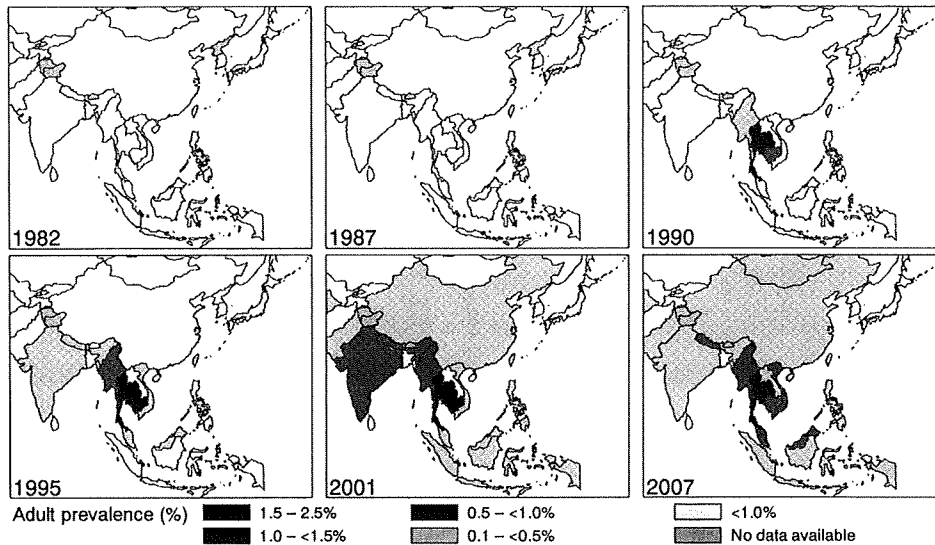 1982 1987 1990
1995 2001 2007
Adult prevalence (%) 1.5 – 2.5% 0.5 – <1.0% <1.0%
1.0 – <1.5% 0.1 – <0.5% No data available